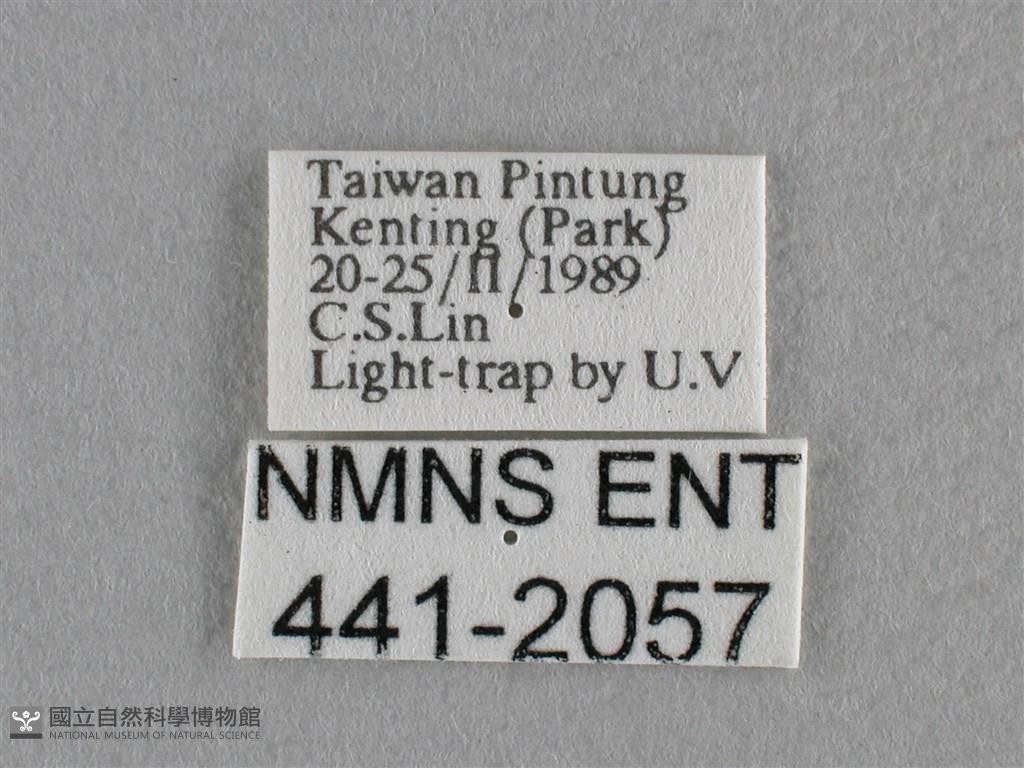 Taiwan Pintung
Kenting (Park)
20-25/II/1989
C.S.Lin
Light-trap by U.V
NMNS ENT
441-2057
國立自然科學博物館
NATIONAL MUSEUM OF NATURAL SCIENCE